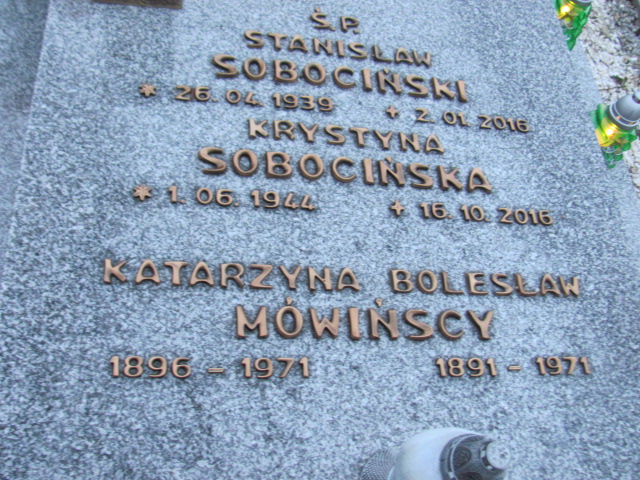 Ś.P.
STANISŁAW
SOBOCIŃSKI
* 26.04.1939 + 2.01.2016
KRYSTYNA
SOBOCIŃSKA
* 1.06.1944 + 16.10.2016
KATARZYNA BOLESŁAW
MÓWIŃSCY
1896 - 1971 1891 - 1971